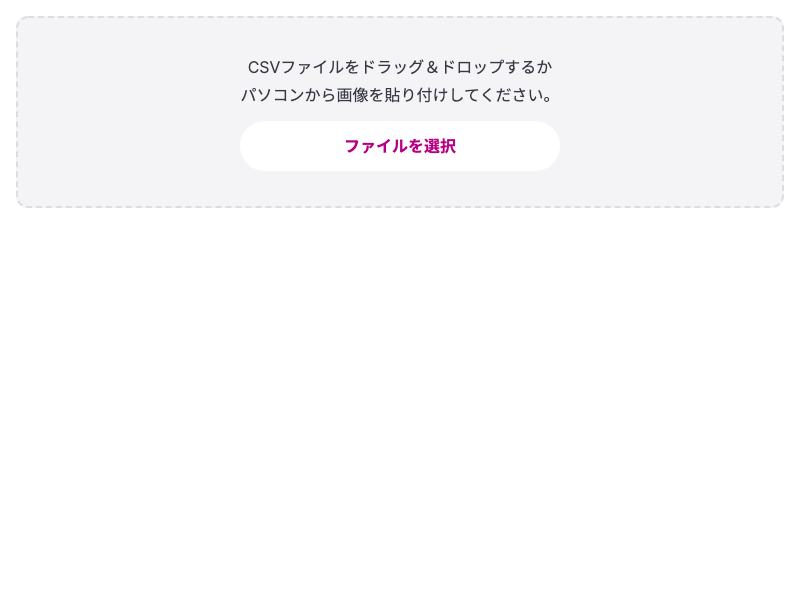 CSVファイルをドラッグ＆ドロップするか
パソコンから画像を貼り付けしてください。
ファイルを選択